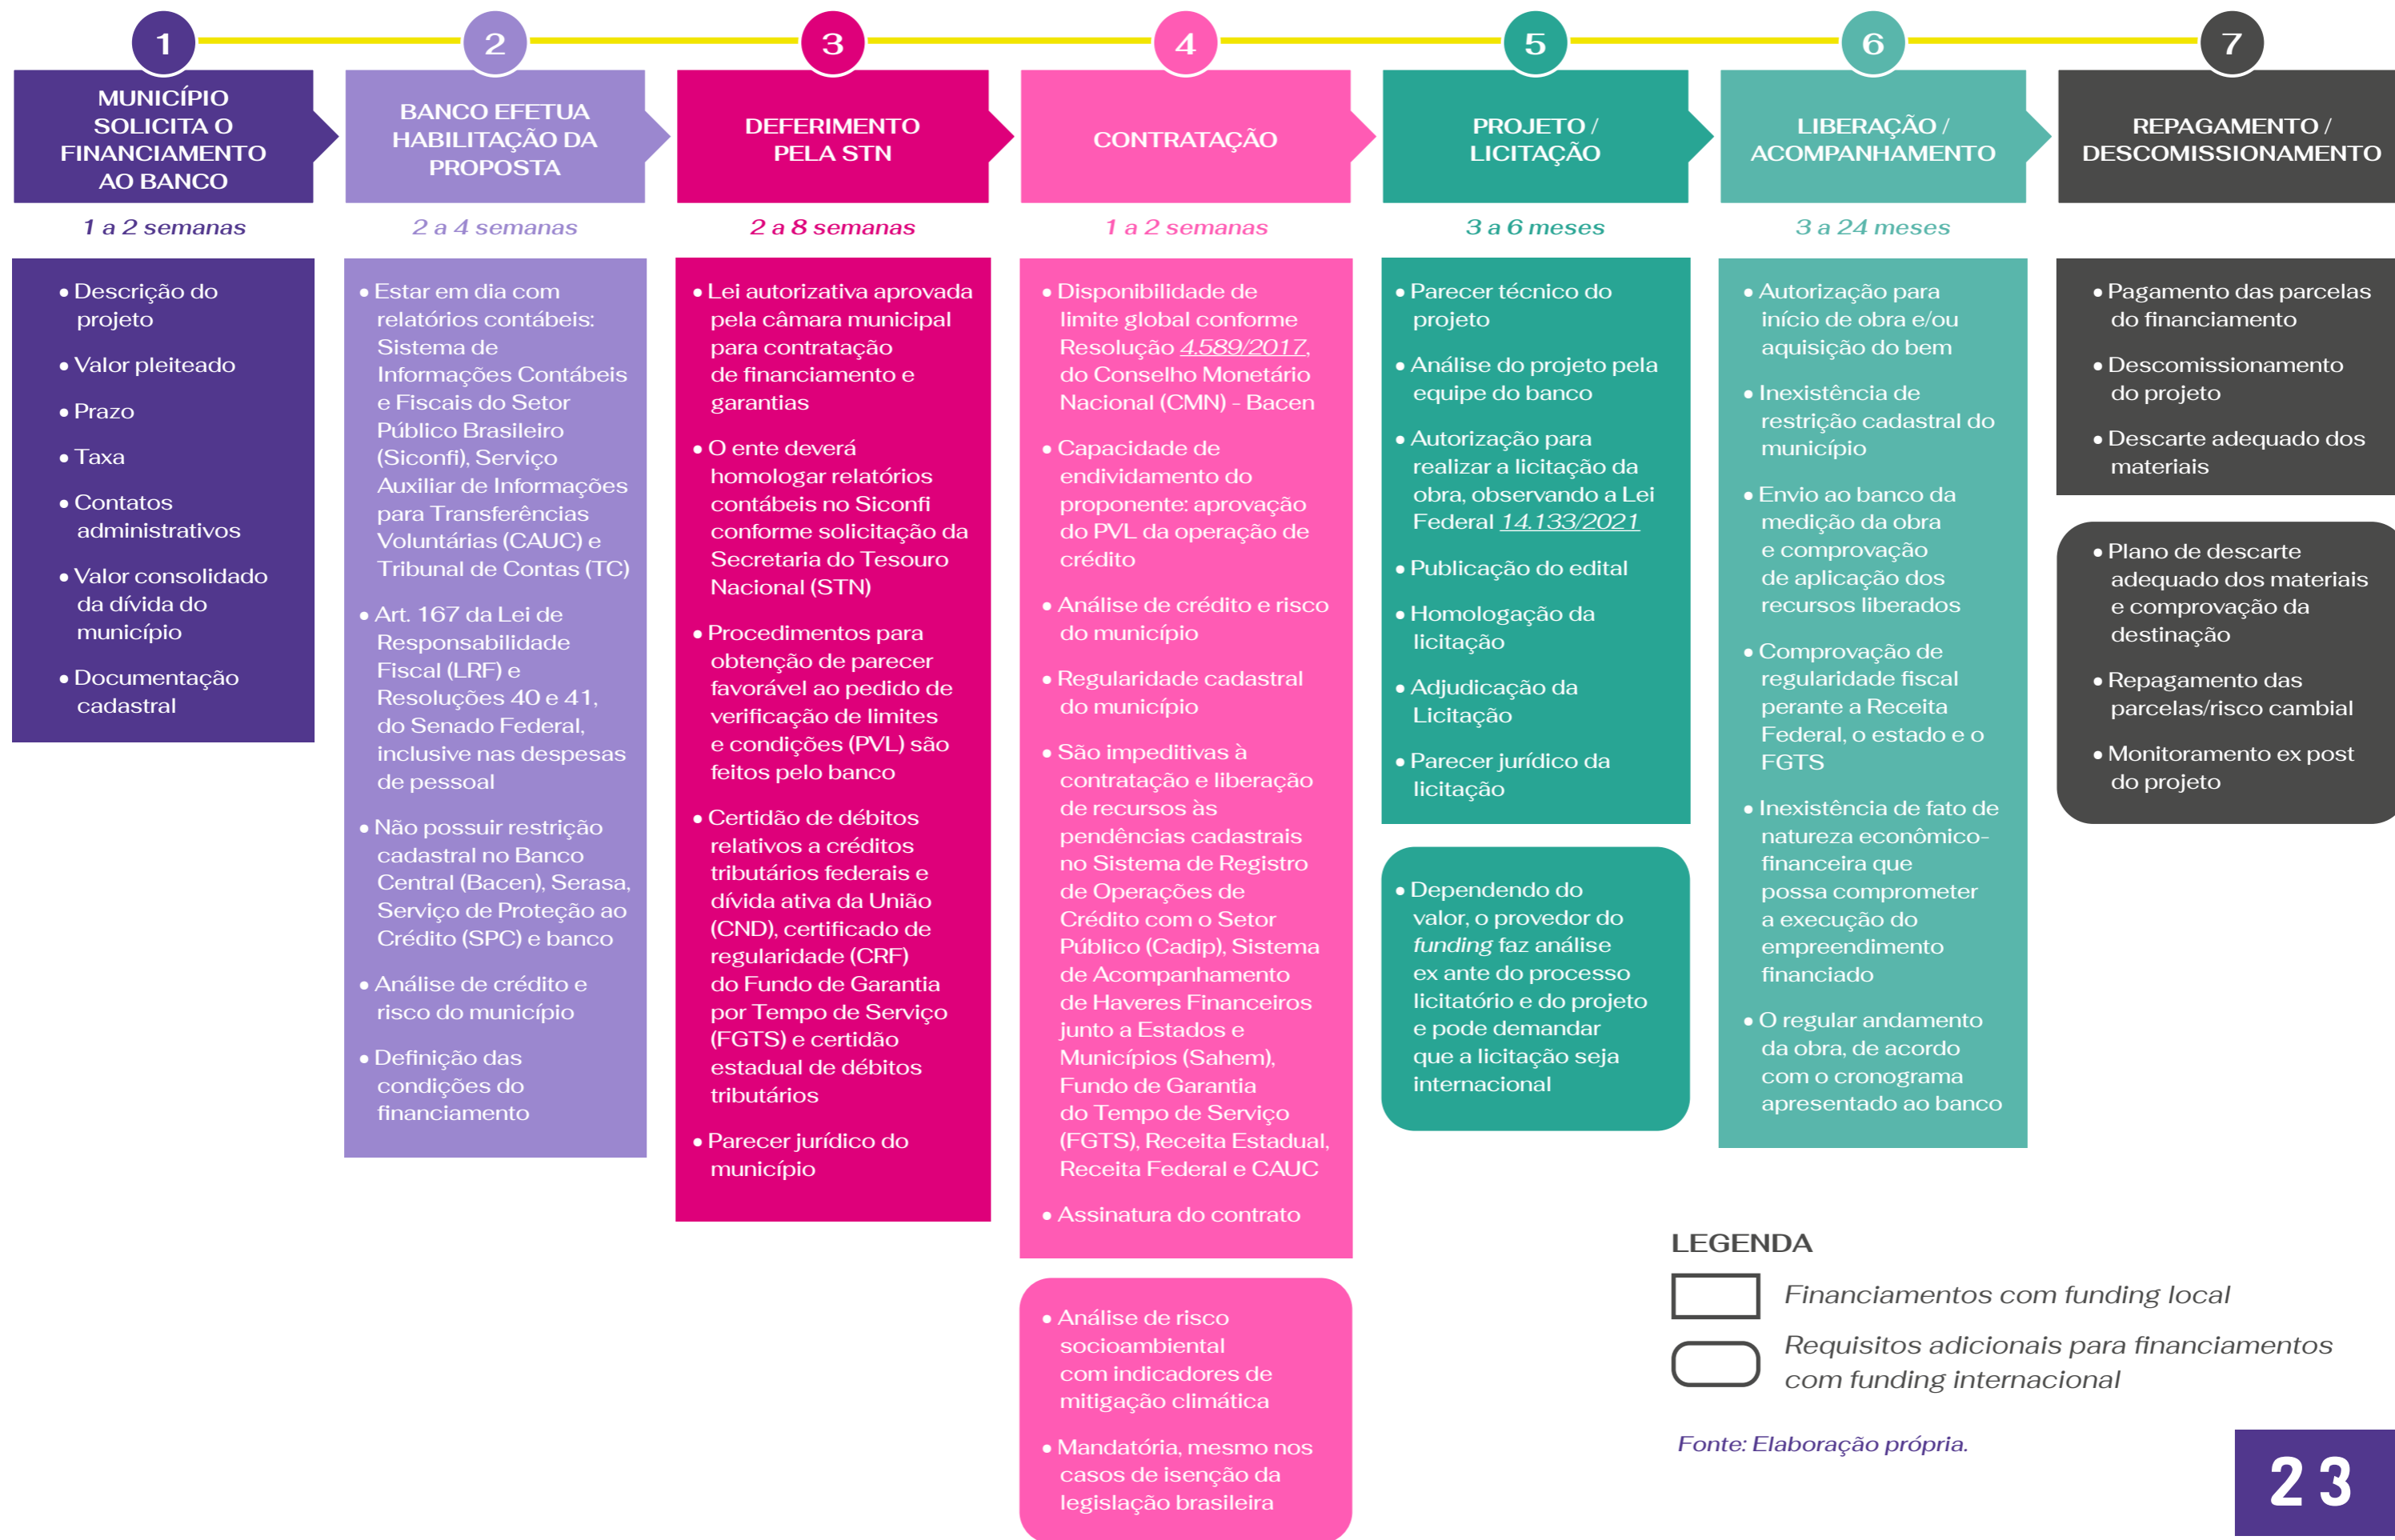 1
MUNICÍPIO
SOLICITA O
FINANCIAMENTO
AO BANCO
1 a 2 semanas
• Descrição do
projeto
• Valor pleiteado
• Prazo
• Taxa
• Contatos
administrativos
• Valor consolidado
da dívida do
município
• Documentação
cadastral
2
BANCO EFETUA
HABILITAÇÃO DA
PROPOSTA
2 a 4 semanas
• Estar em dia com
relatórios contábeis:
Sistema de
Informações Contábeis
e Fiscais do Setor
Público Brasileiro
(Siconfi), Serviço
Auxiliar de Informações
para Transferências
Voluntárias (CAUC) e
Tribunal de Contas (TC)
• Art. 167 da Lei de
Responsabilidade
Fiscal (LRF) e
Resoluções 40 e 41,
do Senado Federal,
inclusive nas despesas
de pessoal
• Não possuir restrição
cadastral no Banco
Central (Bacen), Serasa,
Serviço de Proteção ao
Crédito (SPC) e banco
• Análise de crédito e
risco do município
• Definição das
condições do
financiamento
3
DEFERIMENTO
PELA STN
2 a 8 semanas
• Lei autorizativa aprovada
pela câmara municipal
para contratação
de financiamento e
garantias
• O ente deverá
homologar relatórios
contábeis no Siconfi
conforme solicitação da
Secretaria do Tesouro
Nacional (STN)
• Procedimentos para
obtenção de parecer
favorável ao pedido de
verificação de limites
e condições (PVL) são
feitos pelo banco
• Certidão de débitos
relativos a créditos
tributários federais e
dívida ativa da União
(CND), certificado de
regularidade (CRF)
do Fundo de Garantia
por Tempo de Serviço
(FGTS) e certidão
estadual de débitos
tributários
• Parecer jurídico do
município
4
CONTRATAÇÃO
1 a 2 semanas
• Disponibilidade de
limite global conforme
Resolução 4.589/2017,
do Conselho Monetário
Nacional (CMN) - Bacen
• Capacidade de
endividamento do
proponente: aprovação
do PVL da operação de
crédito
• Análise de crédito e risco
do município
• Regularidade cadastral
do município
• São impeditivas à
contratação e liberação
de recursos às
pendências cadastrais
no Sistema de Registro
de Operações de
Crédito com o Setor
Público (Cadip), Sistema
de Acompanhamento
de Haveres Financeiros
junto a Estados e
Municípios (Sahem),
Fundo de Garantia
do Tempo de Serviço
(FGTS), Receita Estadual,
Receita Federal e CAUC
• Assinatura do contrato
• Análise de risco
socioambiental
com indicadores de
mitigação climática
• Mandatória, mesmo nos
casos de isenção da
legislação brasileira
5
PROJETO /
LICITAÇÃO
3 a 6 meses
• Parecer técnico do
projeto
• Análise do projeto pela
equipe do banco
• Autorização para
realizar a licitação da
obra, observando a Lei
Federal 14.133/2021
• Publicação do edital
• Homologação da
licitação
• Adjudicação da
Licitação
• Parecer jurídico da
licitação
• Dependendo do
valor, o provedor do
funding faz análise
ex ante do processo
licitatório e do projeto
e pode demandar
que a licitação seja
internacional
6
LIBERAÇÃO /
ACOMPANHAMENTO
3 a 24 meses
• Autorização para
início de obra e/ou
aquisição do bem
• Inexistência de
restrição cadastral do
município
• Envio ao banco da
medição da obra
e comprovação
de aplicação dos
recursos liberados
• Comprovação de
regularidade fiscal
perante a Receita
Federal, o estado e o
FGTS
• Inexistência de fato de
natureza econômico-
financeira que
possa comprometer
a execução do
empreendimento
financiado
• O regular andamento
da obra, de acordo
com o cronograma
apresentado ao banco
7
REPAGAMENTO /
DESCOMISSIONAMENTO
• Pagamento das parcelas
do financiamento
• Descomissionamento
do projeto
• Descarte adequado dos
materiais
• Plano de descarte
adequado dos materiais
e comprovação da
destinação
• Repagamento das
parcelas/risco cambial
• Monitoramento ex post
do projeto
LEGENDA
Financiamentos com funding local
Requisitos adicionais para financiamentos
com funding internacional
Fonte: Elaboração própria.
23